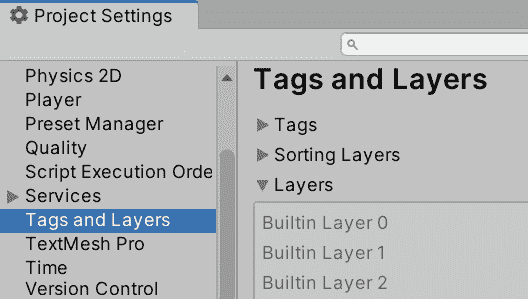 Project Settings
Physics 2D
Player
Preset Manager
Quality
Script Execution Orde
Services
Tags and Layers
TextMesh Pro
Time
Version Control
Tags and Layers
Tags
Sorting Layers
Layers
Builtin Layer 0
Builtin Layer 1
Builtin Layer 2